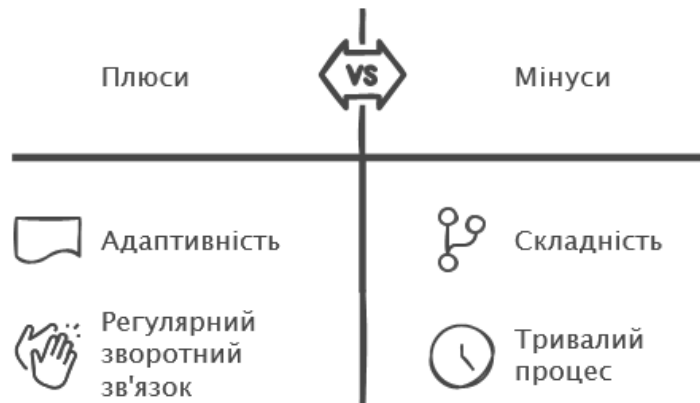 Плюси
VS
Мінуси
Адаптивність
Складність
Регулярний
зворотний
зв'язок
Тривалий
процес